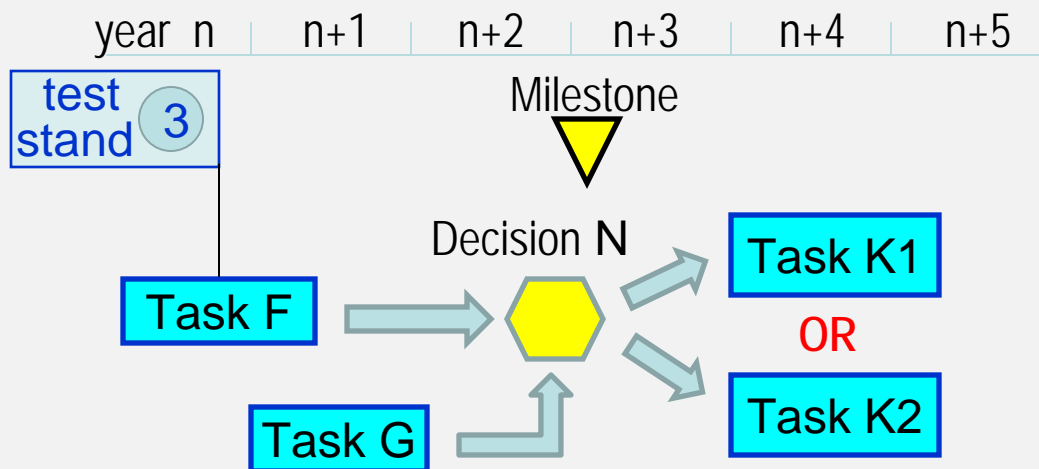 year n n+1 n+2 n+3 n+4 n+5
test
stand 3
Milestone
Decision N
Task K1
Task F
OR
Task K2
Task G